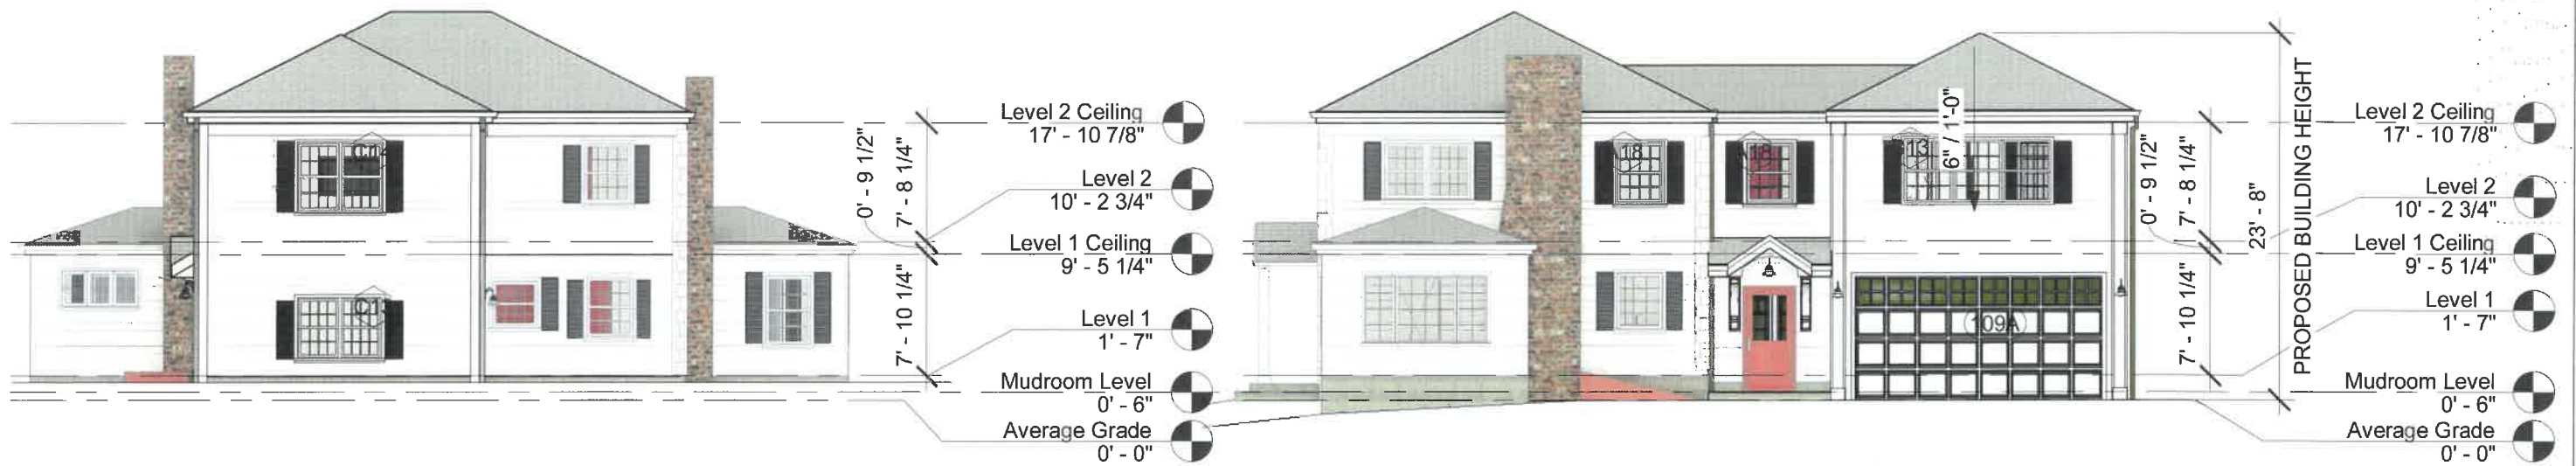 C14
C15
0' - 9 1/2"
7' - 8 1/4"
7' - 10 1/4"
Level 2 Ceiling
17' - 10 7/8"
Level 2
10' - 2 3/4"
Level 1 Ceiling
9' - 5 1/4"
Level 1
1' - 7"
Mudroom Level
0' - 6"
Average Grade
0' - 0"
18
18
13
6" / 1'-0"
109A
0' - 9 1/2"
7' - 8 1/4"
7' - 10 1/4"
23' - 8"
PROPOSED BUILDING HEIGHT
Level 2 Ceiling
17' - 10 7/8"
Level 2
10' - 2 3/4"
Level 1 Ceiling
9' - 5 1/4"
Level 1
1' - 7"
Mudroom Level
0' - 6"
Average Grade
0' - 0"